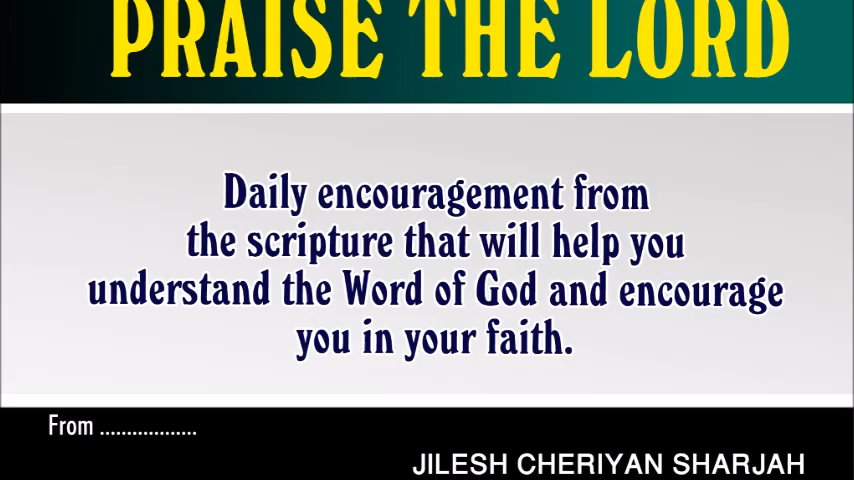 PRAISE THE LORD
Daily encouragement from
the scripture that will help you
understand the Word of God and encourage
you in your faith.
From ..................
JILESH CHERIYAN SHARJAH